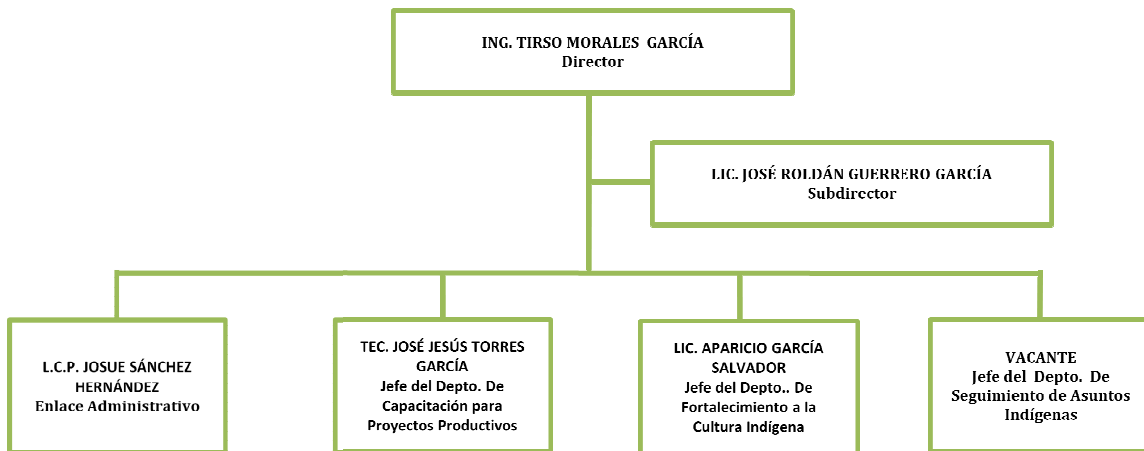 ING. TIRSO MORALES GARCÍA
Director
LIC. JOSÉ ROLDÁN GUERRERO GARCÍA
Subdirector
L.C.P. JOSUE SÁNCHEZ
HERNÁNDEZ
Enlace Administrativo
TEC. JOSÉ JESÚS TORRES
GARCÍA
Jefe del Depto. De
Capacitación para
Proyectos Productivos
LIC. APARICIO GARCÍA
SALVADOR
Jefe del Depto.. De
Fortalecimiento a la
Cultura Indígena
VACANTE
Jefe del Depto. De
Seguimiento de Asuntos
Indígenas